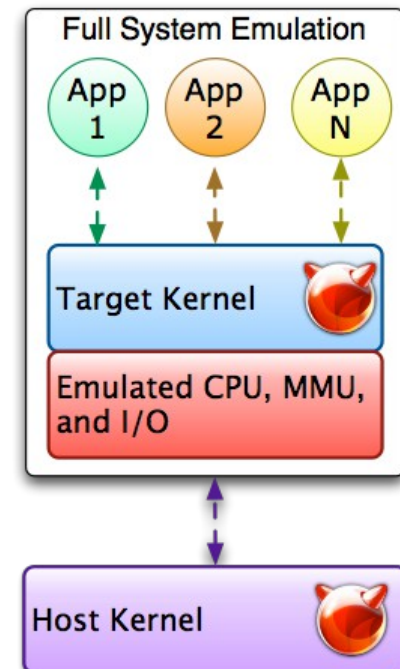 Full System Emulation
App
1
App
2
App
N
Target Kernel
Emulated CPU, MMU,
and I/O
Host Kernel